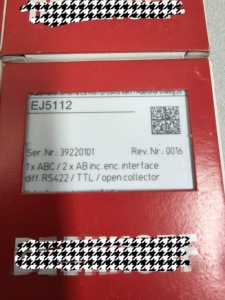 EJ5112
Ser. Nr.: 39220101 Rev. Nr.: 0016
1 x ABC / 2 x AB inc. enc. interface
diff. RS422 / TTL / open collector